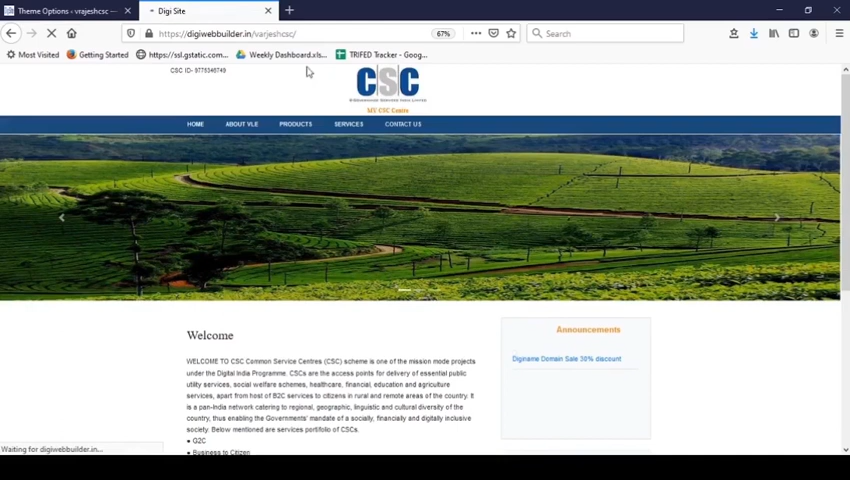 Theme Options - vrajeshcsc
Digi Site
https://digiwebbuilder.in/varjeshcsc/
67%
Search
Most Visited
Getting Started
https://ssl.gstatic.com...
Weekly Dashboard.xls...
TRIFED Tracker - Goog...
CSC ID- 9775346749
CSC
MY CSC Centre
HOME
ABOUT VLE
PRODUCTS
SERVICES
CONTACT US
Welcome
Announcements
Diginame Domain Sale 30% discount
WELCOME TO CSC Common Service Centres (CSC) scheme is one of the mission mode projects
under the Digital India Programme. CSCs are the access points for delivery of essential public
utility services, social welfare schemes, healthcare, financial, education and agriculture
services, apart from host of B2C services to citizens in rural and remote areas of the country. It
is a pan-India network catering to regional, geographic, linguistic and cultural diversity of the
country, thus enabling the Governments' mandate of a socially, financially and digitally inclusive
society. Below mentioned are services portifolio of CSCs.
● G2C
● Business to Citizen
Waiting for digiwebbuilder.in...